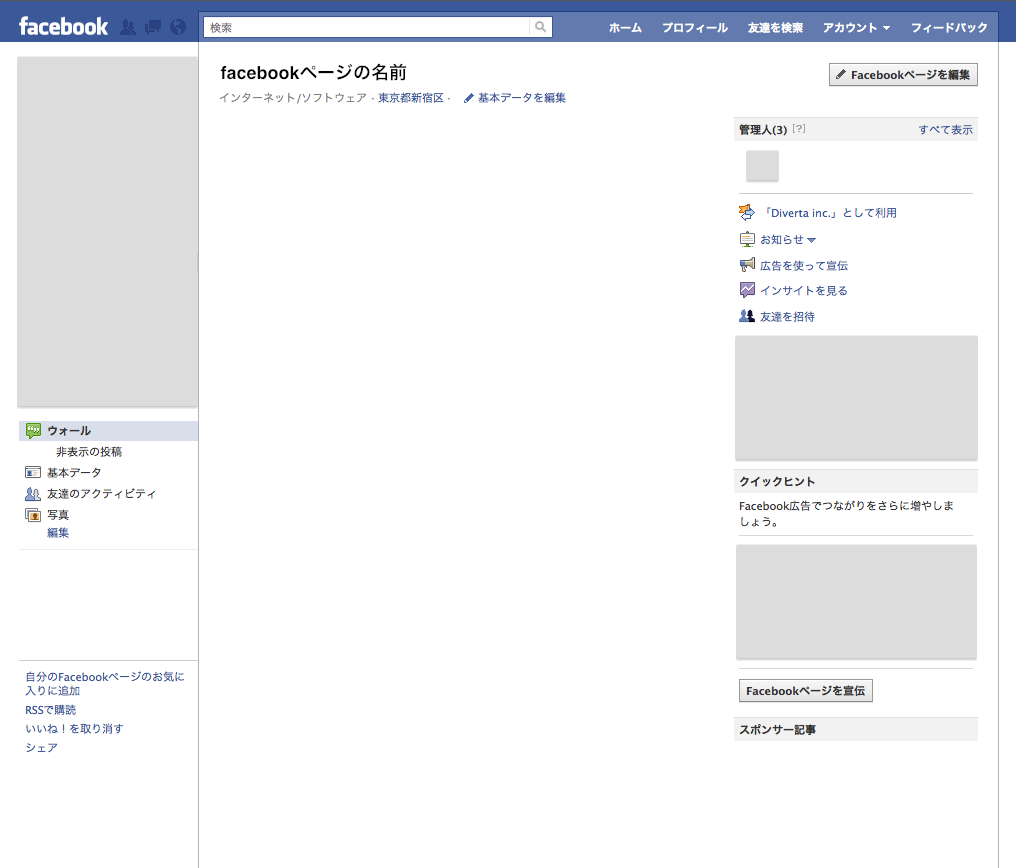 facebook
検索
ホーム
プロフィール
友達を検索
アカウント
フィードバック
facebookページの名前
インターネット/ソフトウェア · 東京都新宿区 · 基本データを編集
Facebookページを編集
管理人(3) [?]
すべて表示
「Diverta inc.」として利用
お知らせ
広告を使って宣伝
インサイトを見る
友達を招待
クイックヒント
Facebook広告でつながりをさらに増やしま
しょう。
Facebookページを宣伝
スポンサー記事
ウォール
非表示の投稿
基本データ
友達のアクティビティ
写真
編集
自分のFacebookページのお気に
入りに追加
RSSで購読
いいね！を取り消す
シェア